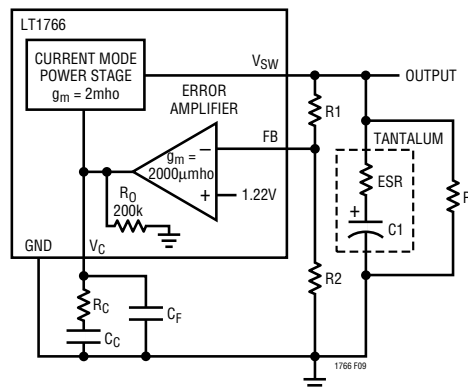 LT1766
CURRENT MODE
POWER STAGE
gm = 2mho
VSW
OUTPUT
ERROR
AMPLIFIER
R1
FB
TANTALUM
gm =
2000µmho
–
+
1.22V
ESR
+
C1
RO
200k
GND
VC
R2
RC
CF
CC
1766 F09